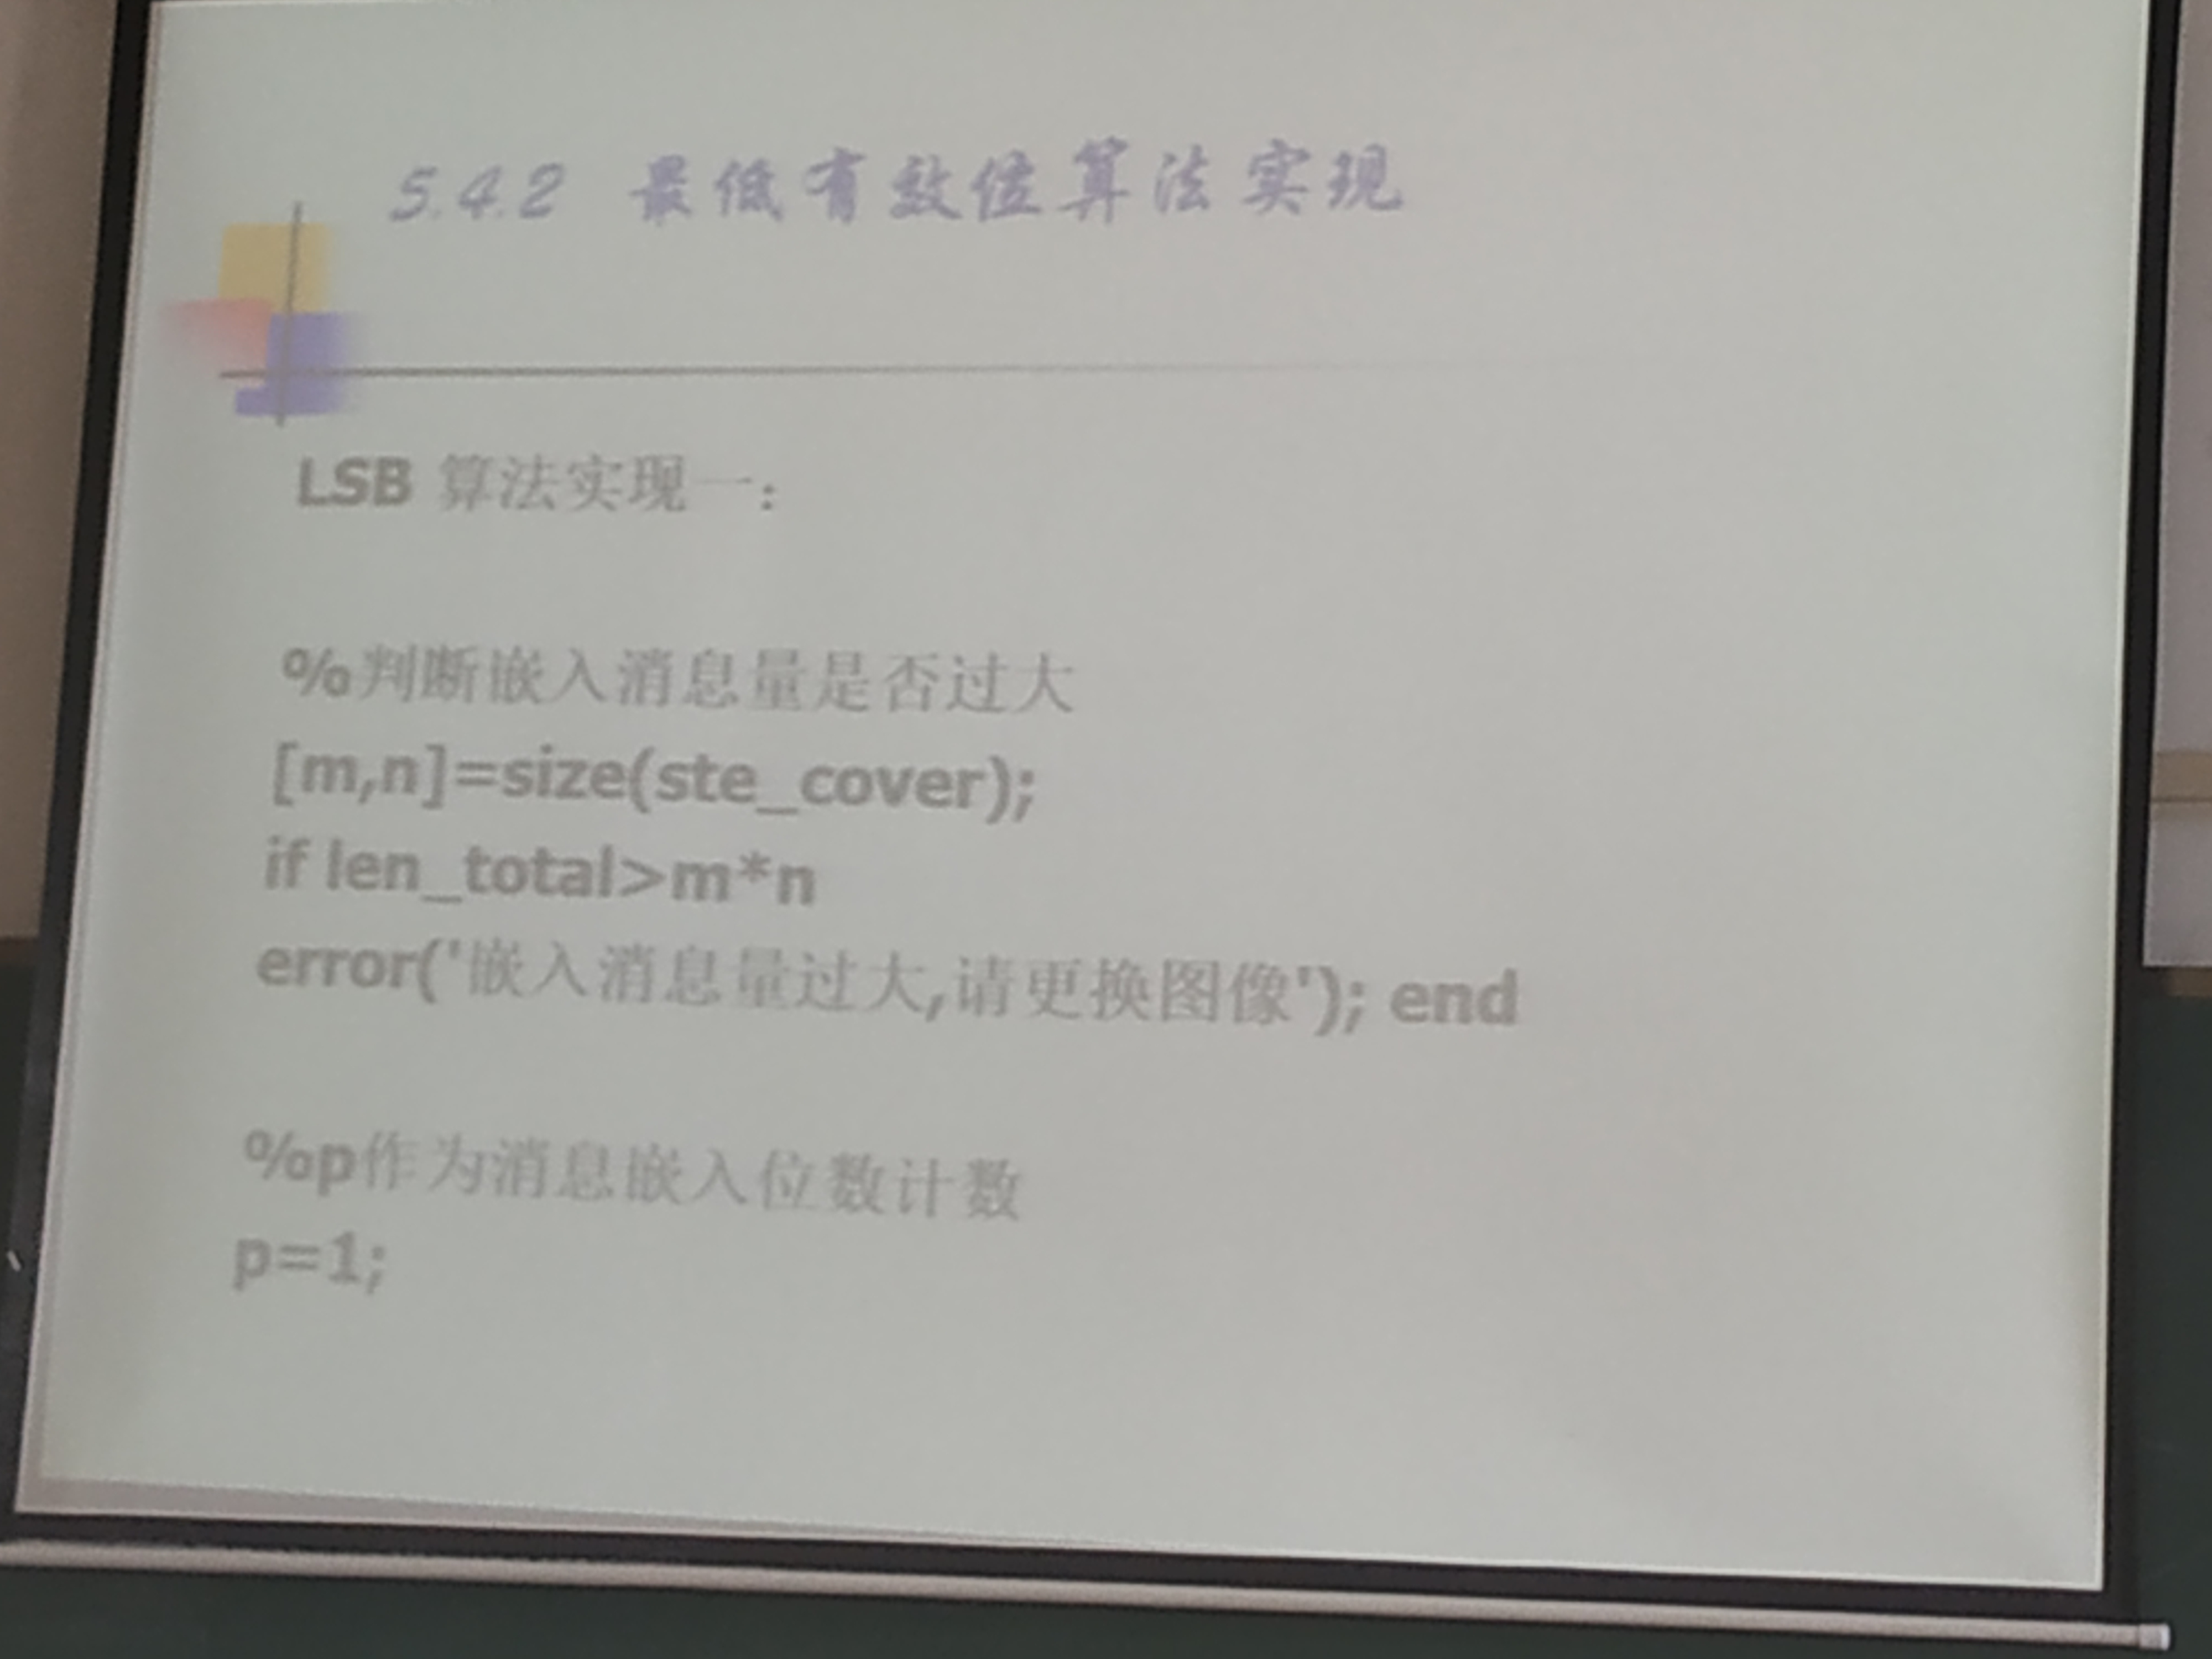 5.4.2 最低有效位算法实现
LSB 算法实现一：
%判断嵌入消息量是否过大
[m,n]=size(ste_cover);
if len_total>m*n
error('嵌入消息量过大,请更换图像'); end
%p作为消息嵌入位数计数
p=1;